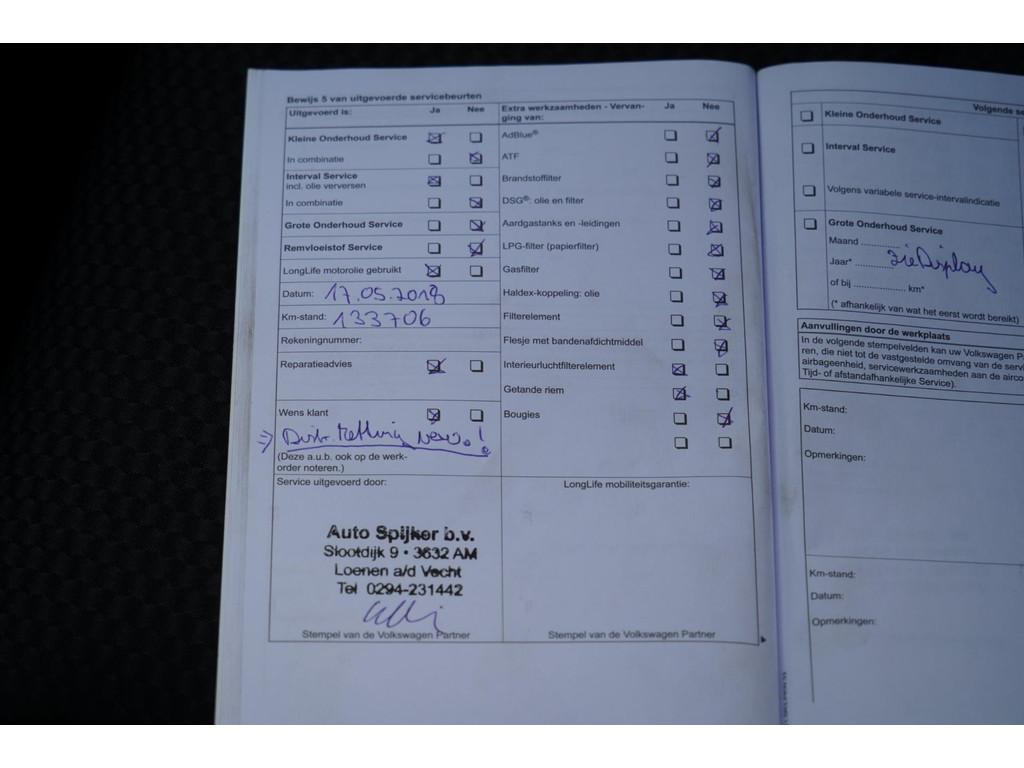 Bewijs 5 van uitgevoerde servicebeurten
Uitgevoerd is: Ja Nee
Kleine Onderhoud Service
In combinatie
Interval Service
incl. olie verversen
In combinatie
Grote Onderhoud Service
Remvloeistof Service
LongLife motorolie gebruikt
Datum: 17.05.2018
Km-stand: 133706
Rekeningnummer:
Reparatieadvies
Wens klant
(Deze a.u.b. ook op de werk-
order noteren.)
Service uitgevoerd door:
Auto Spijker b.v.
Slootdijk 9 • 3632 AM
Loenen a/d Vecht
Tel 0294-231442
Stempel van de Volkswagen Partner
Extra werkzaamheden - Vervan-
ging van: Ja Nee
AdBlue®
ATF
Brandstoffilter
DSG®: olie en filter
Aardgastanks en -leidingen
LPG-filter (papierfilter)
Gasfilter
Haldex-koppeling: olie
Filterelement
Flesje met bandenafdichtmiddel
Interieurluchtfilterelement
Getande riem
Bougies
LongLife mobiliteitsgarantie:
Stempel van de Volkswagen Partner
Volgende se
Kleine Onderhoud Service
Interval Service
Volgens variabele service-intervalindicatie
Grote Onderhoud Service
Maand
Jaar* zie Display
of bij km*
(* afhankelijk van wat het eerst wordt bereikt)
Aanvullingen door de werkplaats
In de volgende stempelvelden kan uw Volkswagen P
ren, die niet tot de vastgestelde omvang van de servi
airbageenheid, servicewerkzaamheden aan de airco
Tijd- of afstandafhankelijke Service).
Km-stand:
Datum:
Opmerkingen:
Km-stand:
Datum:
Opmerkingen: